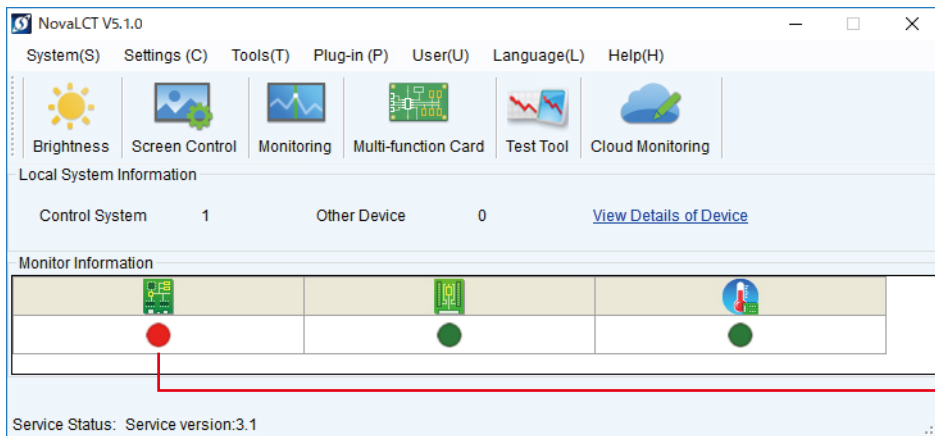 NovaLCT V5.1.0
System(S) Settings (C) Tools(T) Plug-in (P) User(U) Language(L) Help(H)
Brightness Screen Control Monitoring Multi-function Card Test Tool Cloud Monitoring
Local System Information
Control System 1 Other Device 0 View Details of Device
Monitor Information
Service Status: Service version:3.1